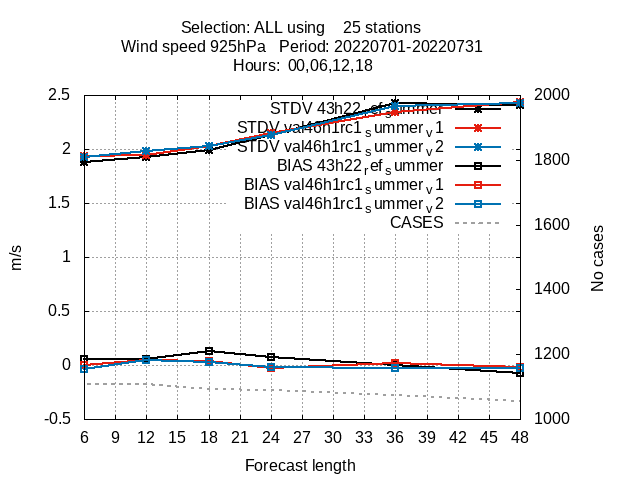 Selection: ALL using    25 stations
Wind speed 925hPa   Period: 20220701-20220731
Hours:  00,06,12,18
2.5
2
1.5
1
0.5
0
-0.5
m/s
STDV 43h22_ref_summer
STDV val46h1rc1_summer_v1
STDV val46h1rc1_summer_v2
BIAS 43h22_ref_summer
BIAS val46h1rc1_summer_v1
BIAS val46h1rc1_summer_v2
CASES
2000
1800
1600
1400
1200
1000
No cases
6 9 12 15 18 21 24 27 30 33 36 39 42 45 48
Forecast length